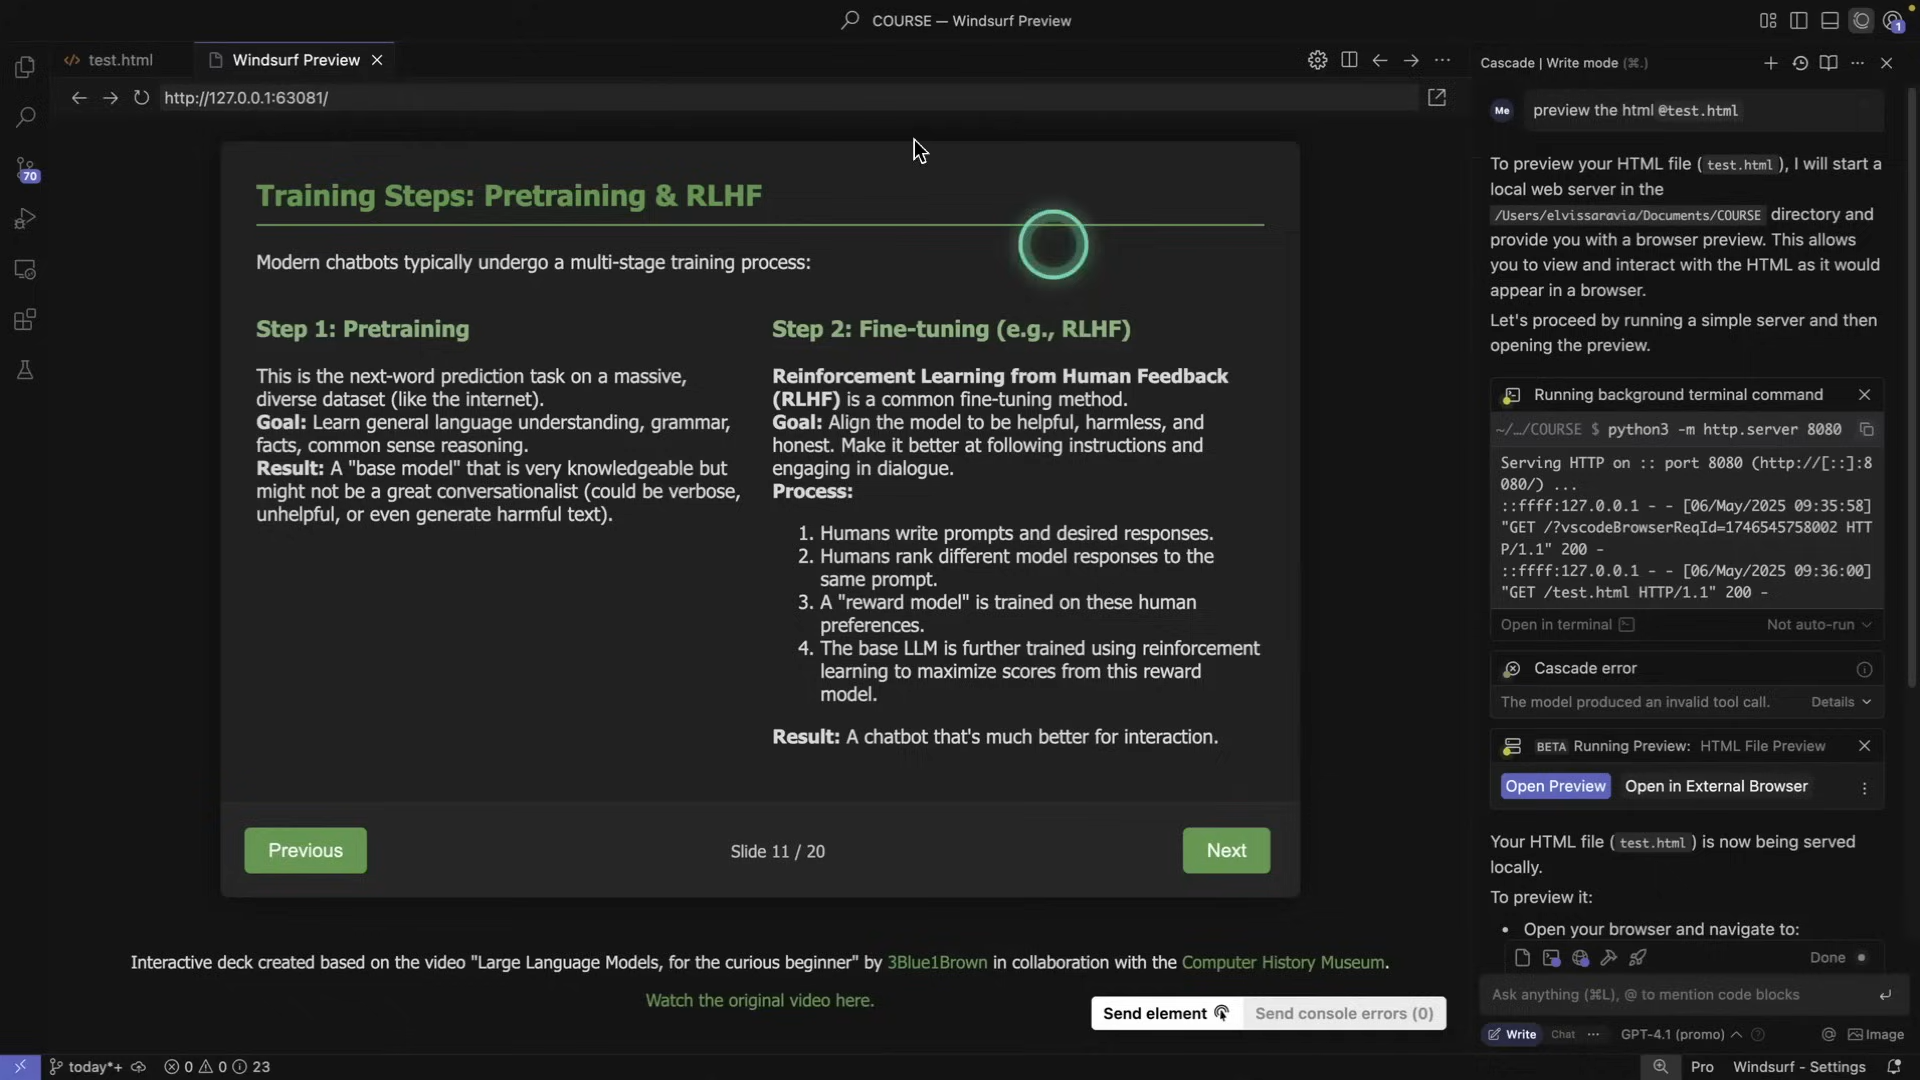 COURSE — Windsurf Preview
1
test.html
Windsurf Preview
http://127.0.0.1:63081/
70
Training Steps: Pretraining & RLHF
Modern chatbots typically undergo a multi-stage training process:
Step 1: Pretraining
This is the next-word prediction task on a massive,
diverse dataset (like the internet).
Goal: Learn general language understanding, grammar,
facts, common sense reasoning.
Result: A "base model" that is very knowledgeable but
might not be a great conversationalist (could be verbose,
unhelpful, or even generate harmful text).
Step 2: Fine-tuning (e.g., RLHF)
Reinforcement Learning from Human Feedback
(RLHF) is a common fine-tuning method.
Goal: Align the model to be helpful, harmless, and
honest. Make it better at following instructions and
engaging in dialogue.
Process:
1. Humans write prompts and desired responses.
2. Humans rank different model responses to the
same prompt.
3. A "reward model" is trained on these human
preferences.
4. The base LLM is further trained using reinforcement
learning to maximize scores from this reward
model.
Result: A chatbot that's much better for interaction.
Previous
Slide 11 / 20
Next
Interactive deck created based on the video "Large Language Models, for the curious beginner" by 3Blue1Brown in collaboration with the Computer History Museum.
Watch the original video here.
Send element
Send console errors (0)
Cascade | Write mode (⌘.)
Me
preview the html @test.html
To preview your HTML file ( test.html ), I will start a
local web server in the
/Users/elvissaravia/Documents/COURSE directory and
provide you with a browser preview. This allows
you to view and interact with the HTML as it would
appear in a browser.
Let's proceed by running a simple server and then
opening the preview.
Running background terminal command
~/…/COURSE $ python3 -m http.server 8080
Serving HTTP on :: port 8080 (http://[::]:8
080/) ...
::ffff:127.0.0.1 - - [06/May/2025 09:35:58]
"GET /?vscodeBrowserReqId=1746545758002 HTT
P/1.1" 200 -
::ffff:127.0.0.1 - - [06/May/2025 09:36:00]
"GET /test.html HTTP/1.1" 200 -
Open in terminal
Not auto-run
Cascade error
The model produced an invalid tool call.
Details
BETA Running Preview: HTML File Preview
Open Preview
Open in External Browser
Your HTML file ( test.html ) is now being served
locally.
To preview it:
• Open your browser and navigate to:
Done
Ask anything (⌘L), @ to mention code blocks
Write
Chat
GPT-4.1 (promo)
Image
today*+
0
0
23
Pro
Windsurf - Settings